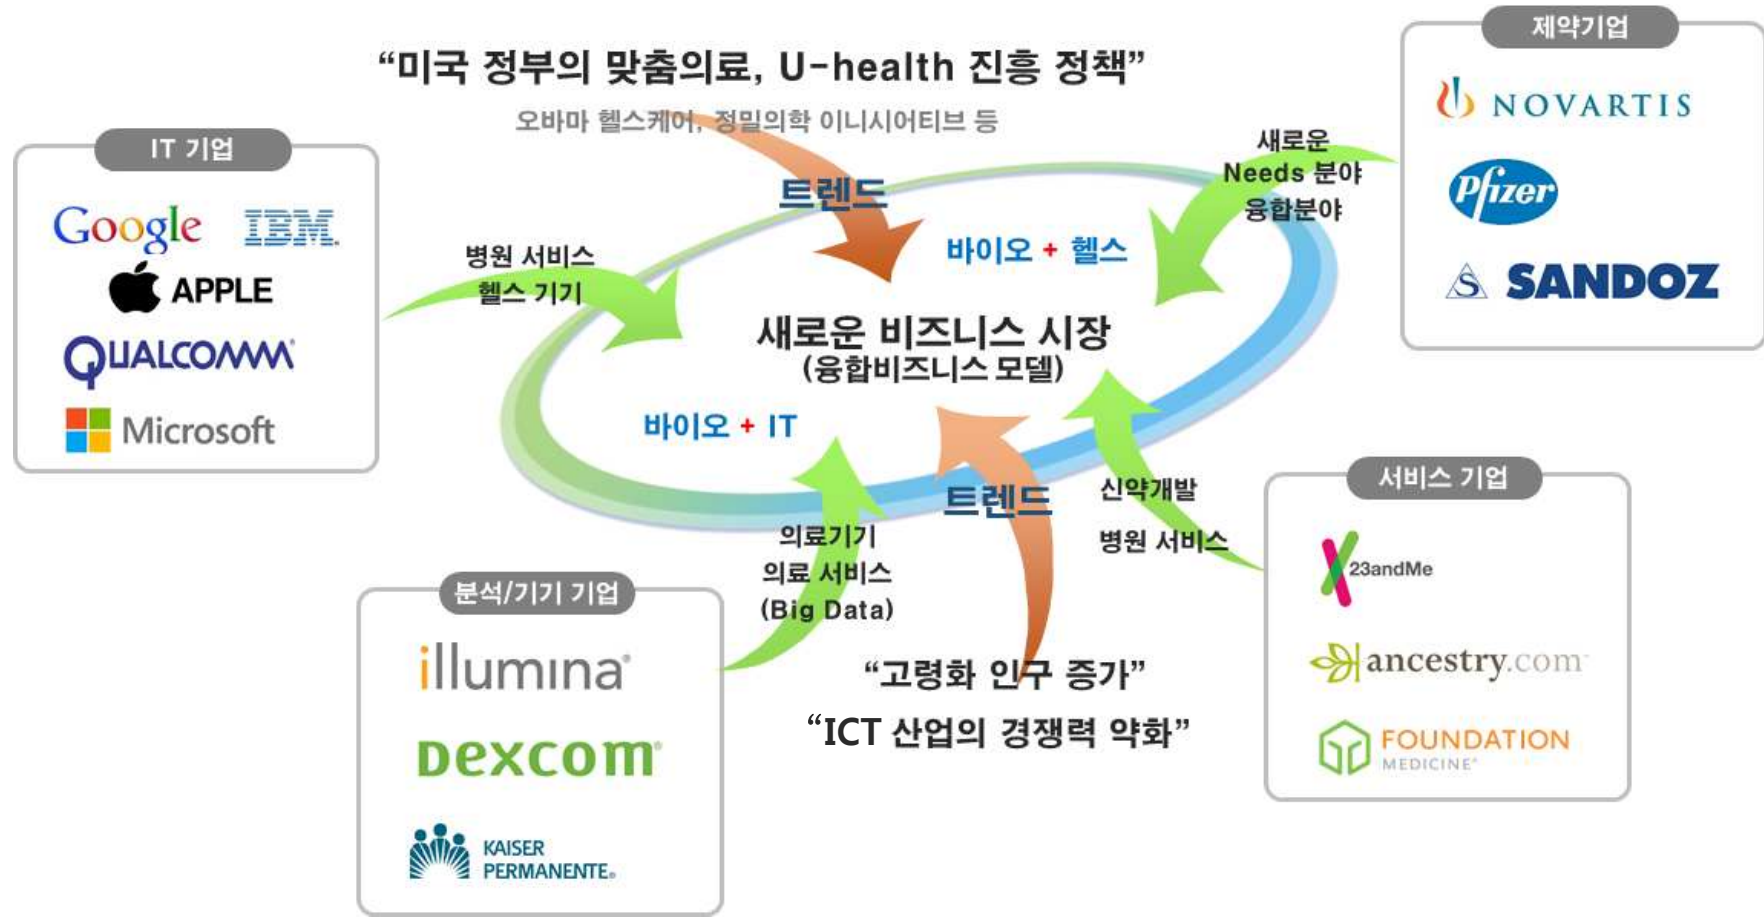 “미국 정부의 맞춤의료, U-health 진흥 정책”
오바마 헬스케어, 정밀의학 이니시어티브 등
트렌드
IT 기업
Google
IBM
APPLE
QUALCOMM
Microsoft
병원 서비스
헬스 기기
제약기업
NOVARTIS
Pfizer
S
SANDOZ
새로운
Needs 분야
융합분야
바이오 + 헬스
새로운 비즈니스 시장
(융합비즈니스 모델)
바이오 + IT
트렌드
분석/기기 기업
illumina
Dexcom
KAISER
PERMANENTE
의료기기
의료 서비스
(Big Data)
“고령화 인구 증가”
“ICT 산업의 경쟁력 약화”
신약개발
병원 서비스
서비스 기업
23andMe
ancestry.com
FOUNDATION
MEDICINE